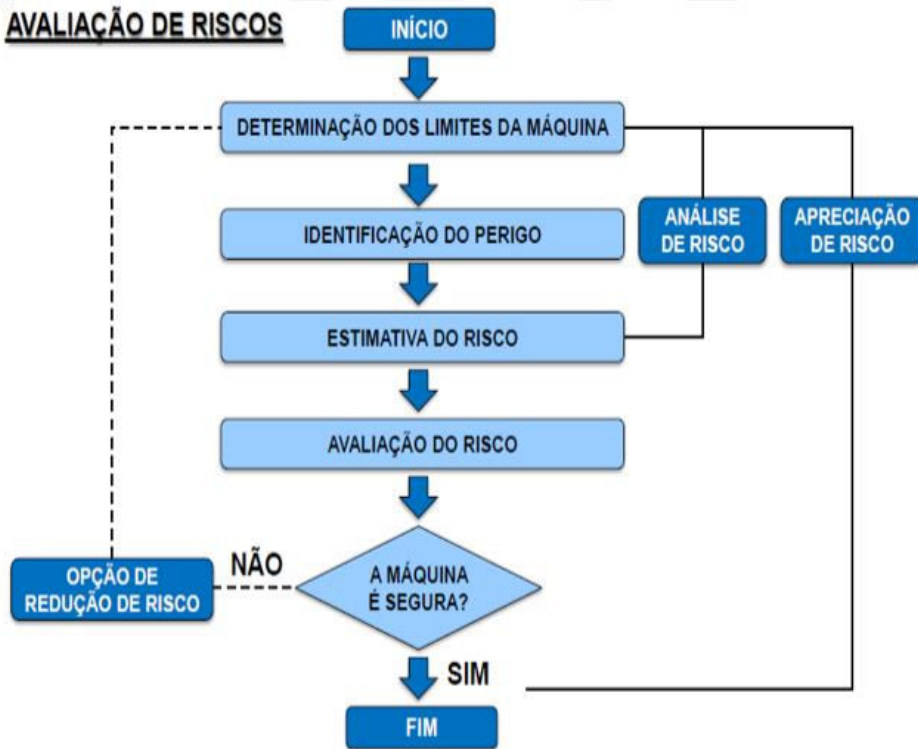 AVALIAÇÃO DE RISCOS
INÍCIO
DETERMINAÇÃO DOS LIMITES DA MÁQUINA
IDENTIFICAÇÃO DO PERIGO
ANÁLISE
DE RISCO
APRECIAÇÃO
DE RISCO
ESTIMATIVA DO RISCO
AVALIAÇÃO DO RISCO
A MÁQUINA
É SEGURA?
NÃO
OPÇÃO DE
REDUÇÃO DE RISCO
SIM
FIM